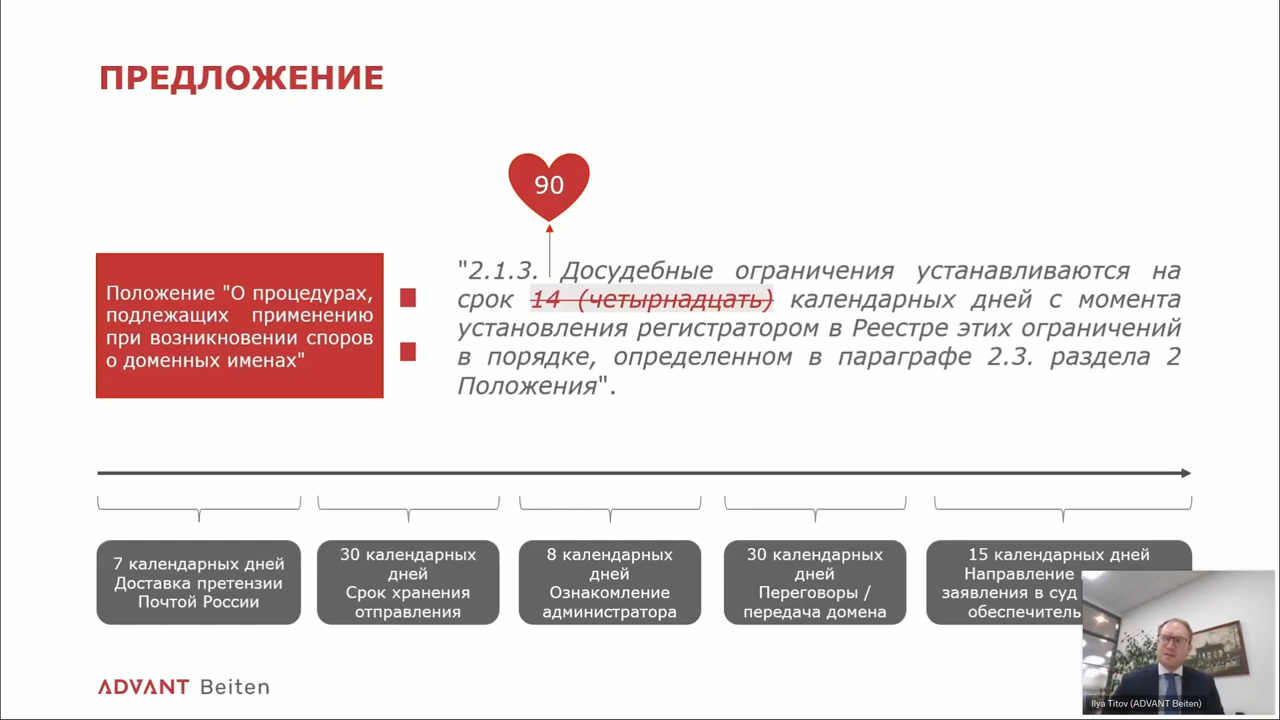 ПРЕДЛОЖЕНИЕ
90
Положение "О процедурах,
подлежащих применению
при возникновении споров
о доменных именах"
"2.1.3. Досудебные ограничения устанавливаются на
срок 14 (четырнадцать) календарных дней с момента
установления регистратором в Реестре этих ограничений
в порядке, определенном в параграфе 2.3. раздела 2
Положения".
7 календарных дней
Доставка претензии
Почтой России
30 календарных
дней
Срок хранения
отправления
8 календарных
дней
Ознакомление
администратора
30 календарных
дней
Переговоры /
передача домена
15 календарных дней
Направление
заявления в суд
ADVANT Beiten
Ilya Titov (ADVANT Beiten)